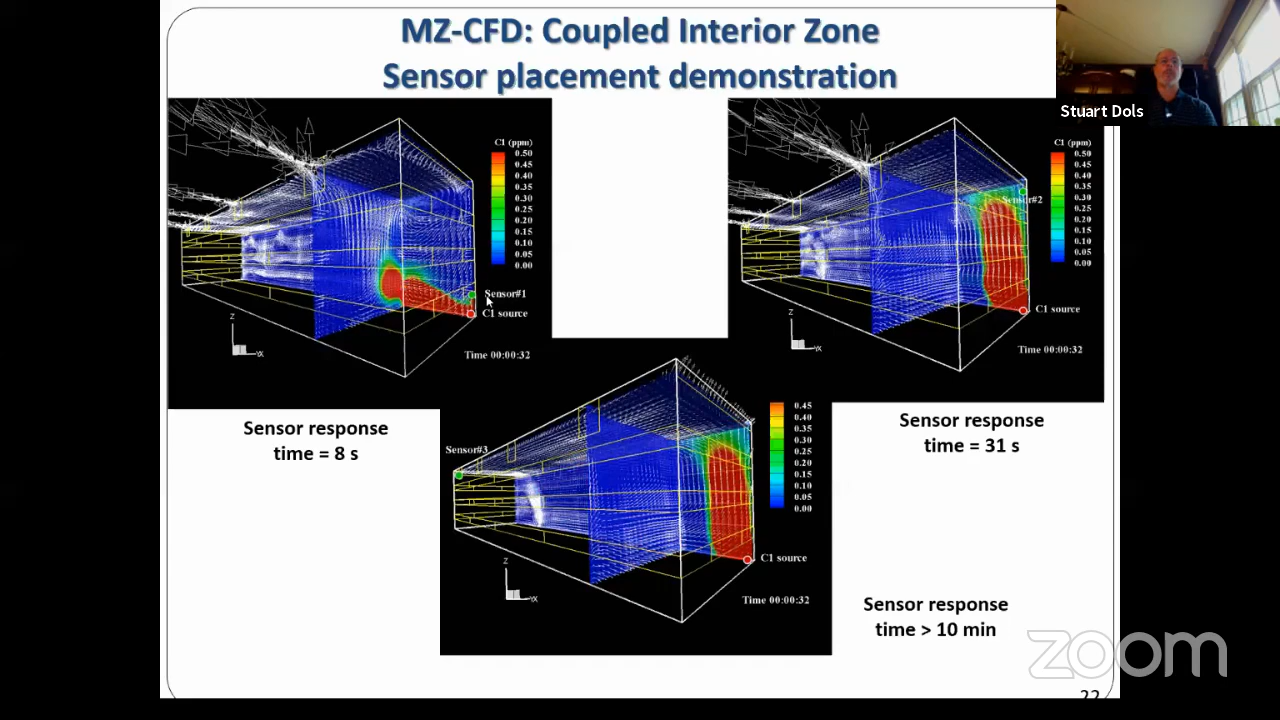 MZ-CFD: Coupled Interior Zone
Sensor placement demonstration
Stuart Dols
C1 (ppm)
0.50
0.45
0.40
0.35
0.30
0.25
0.20
0.15
0.10
0.05
0.00
Sensor#1
C1 source
Z
YX
Time 00:00:32
Sensor response
time = 8 s
C1 (ppm)
0.50
0.45
0.40
0.35
0.30
0.25
0.20
0.15
0.10
0.05
0.00
Sensor#2
C1 source
Z
YX
Time 00:00:32
Sensor response
time = 31 s
0.45
0.40
0.35
0.30
0.25
0.20
0.15
0.10
0.05
0.00
Sensor#3
C1 source
Z
YX
Time 00:00:32
Sensor response
time > 10 min
zoom
22